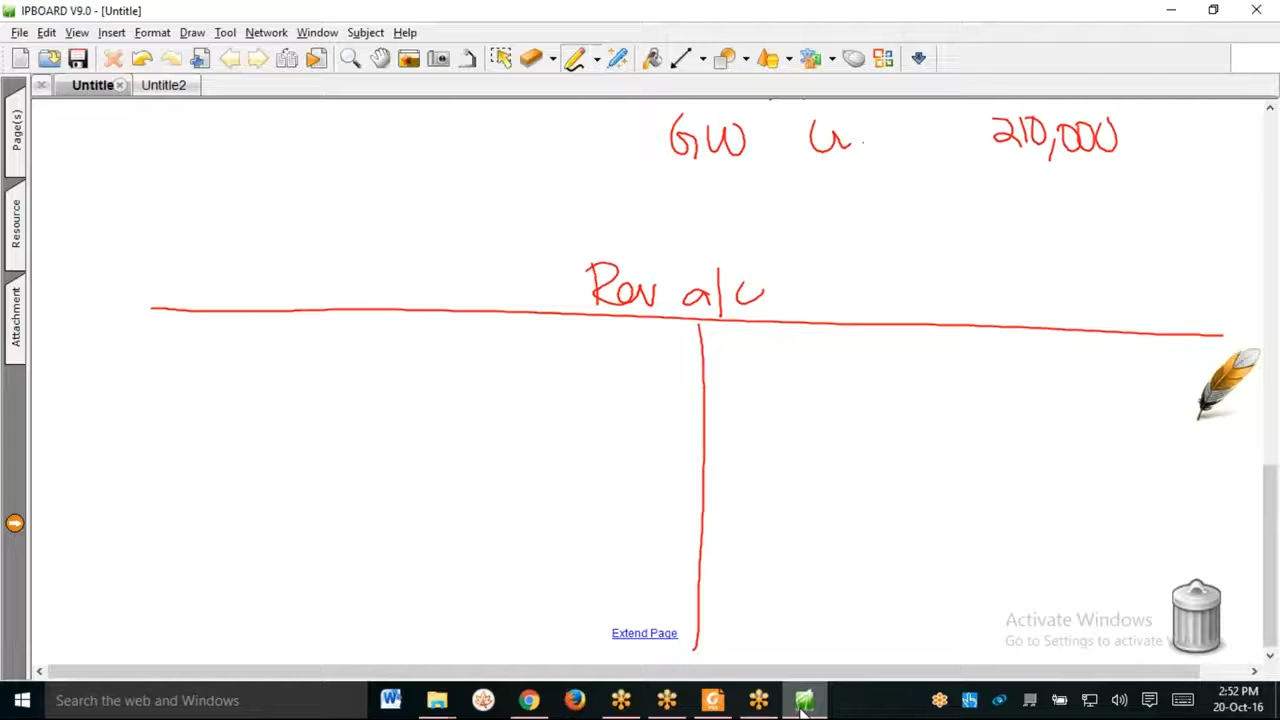 IPBOARD V9.0 - [Untitle]
File Edit View Insert Format Draw Tool Network Window Subject Help
Untitle Untitle2
Page(s)
Resource
Attachment
GW Cr. 210,000
Rev a/c
Extend Page
Activate Windows
Go to Settings to activate W
Search the web and Windows
2:52 PM
20-Oct-16